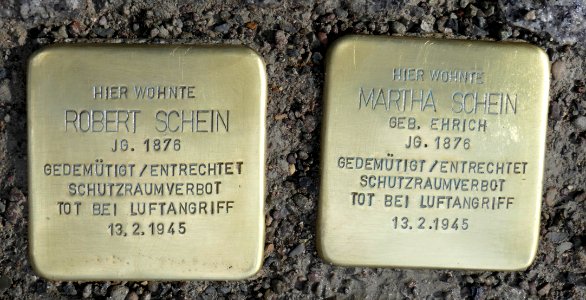 HIER WOHNTE
ROBERT SCHEIN
JG. 1876
GEDEMÜTIGT/ENTRECHTET
SCHUTZRAUMVERBOT
TOT BEI LUFTANGRIFF
13.2.1945
HIER WOHNTE
MARTHA SCHEIN
GEB. EHRICH
JG. 1876
GEDEMÜTIGT/ENTRECHTET
SCHUTZRAUMVERBOT
TOT BEI LUFTANGRIFF
13.2.1945